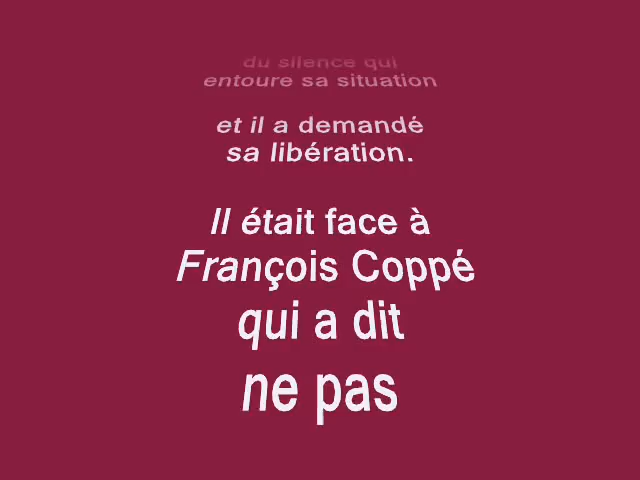 du silence qui
entoure sa situation
et il a demandé
sa libération.
Il était face à
François Coppé
qui a dit
ne pas